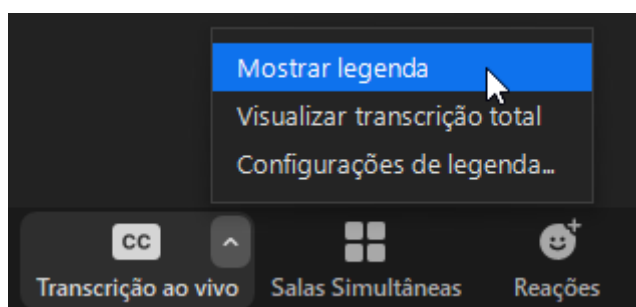 Mostrar legenda
Visualizar transcrição total
Configurações de legenda...
CC
Transcrição ao vivo
Salas Simultâneas
Reações